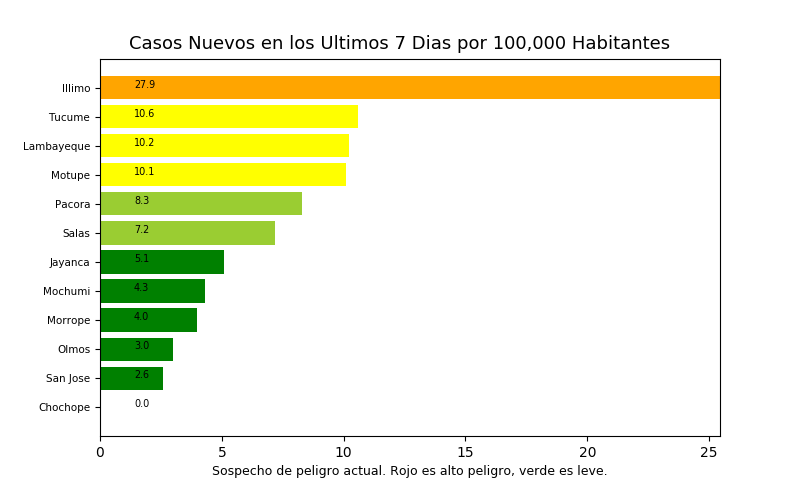 Casos Nuevos en los Ultimos 7 Dias por 100,000 Habitantes
Illimo 27.9
Tucume 10.6
Lambayeque 10.2
Motupe 10.1
Pacora 8.3
Salas 7.2
Jayanca 5.1
Mochumi 4.3
Morrope 4.0
Olmos 3.0
San Jose 2.6
Chochope 0.0
0 5 10 15 20 25
Sospecho de peligro actual. Rojo es alto peligro, verde es leve.